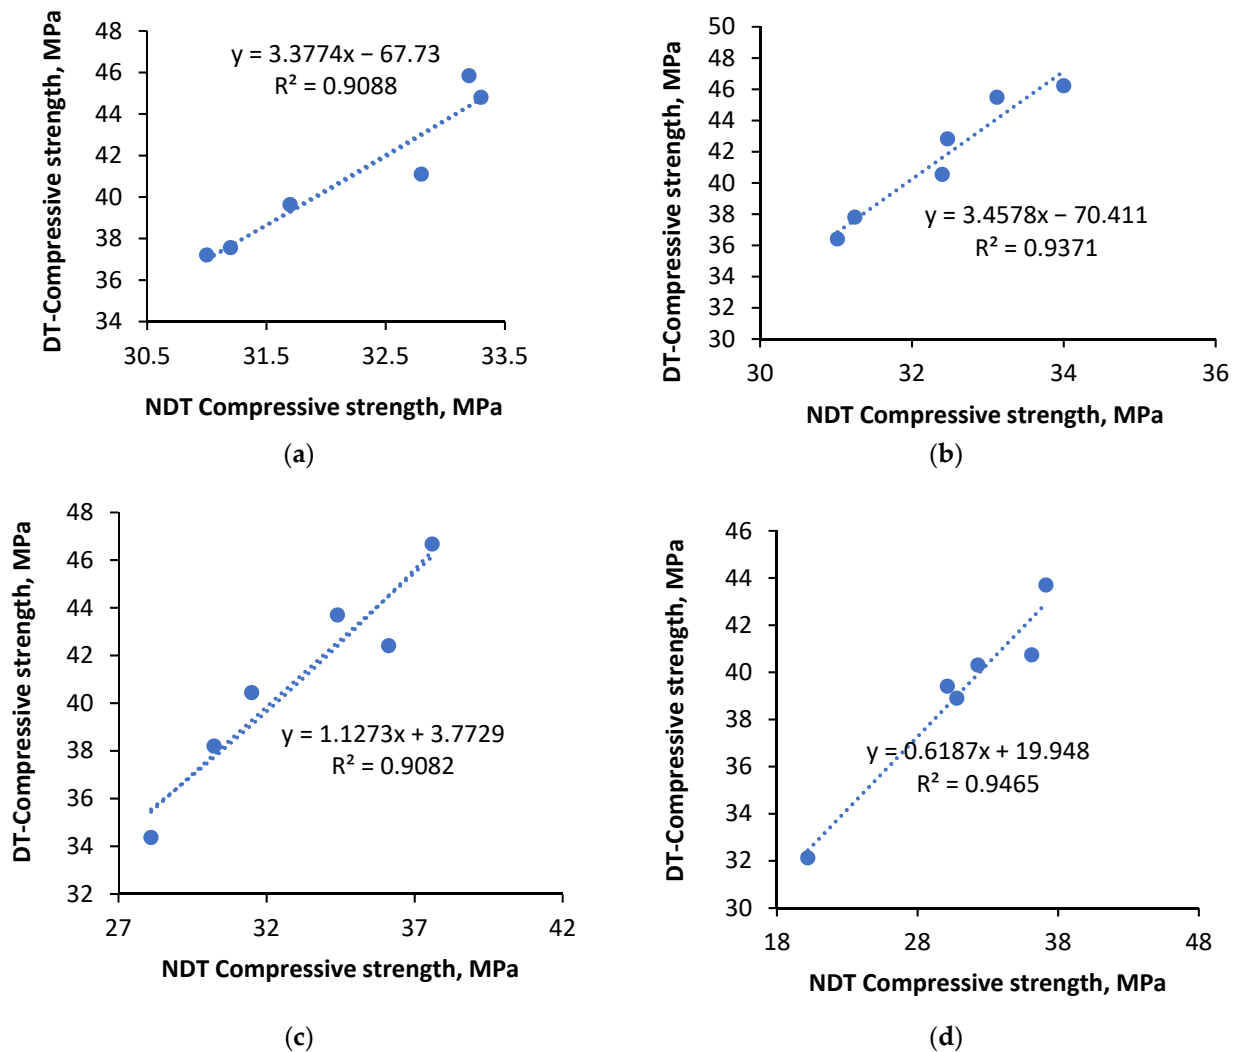 DT-Compressive strength, MPa
48
46
44
42
40
38
36
34
y = 3.3774x − 67.73
R² = 0.9088
30.5 31.5 32.5 33.5
NDT Compressive strength, MPa
(a)
DT-Compressive strength, MPa
50
48
46
44
42
40
38
36
34
32
30
y = 3.4578x − 70.411
R² = 0.9371
30 32 34 36
NDT Compressive strength, MPa
(b)
DT-Compressive strength, MPa
48
46
44
42
40
38
36
34
32
y = 1.1273x + 3.7729
R² = 0.9082
27 32 37 42
NDT Compressive strength, MPa
(c)
DT-Compressive strength, MPa
46
44
42
40
38
36
34
32
30
y = 0.6187x + 19.948
R² = 0.9465
18 28 38 48
NDT Compressive strength, MPa
(d)